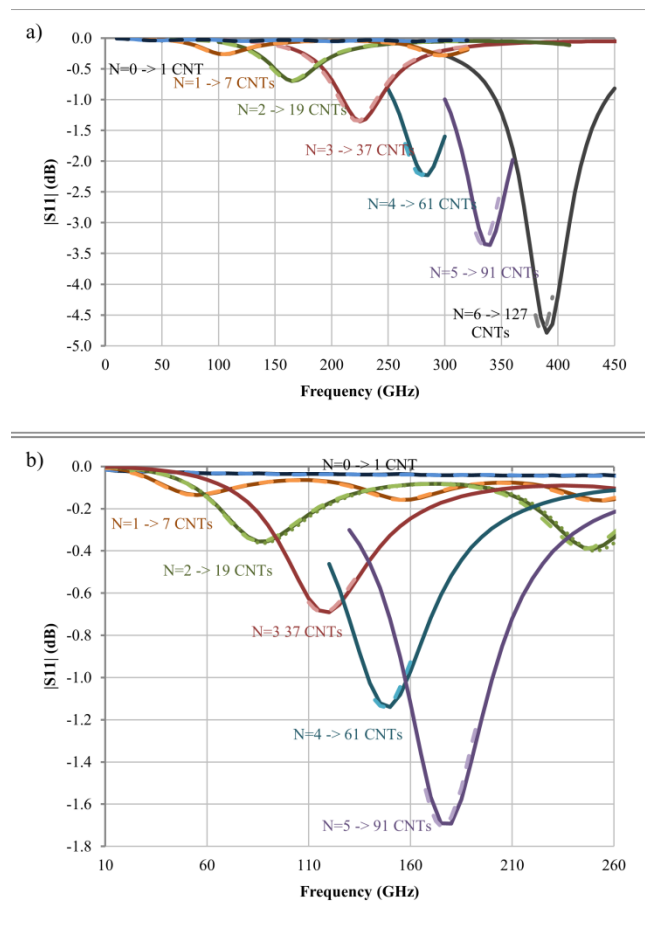 a)
0.0
-0.5
-1.0
-1.5
-2.0
-2.5
-3.0
-3.5
-4.0
-4.5
-5.0
|S11| (dB)
N=0 -> 1 CNT
N=1 -> 7 CNTs
N=2 -> 19 CNTs
N=3 -> 37 CNTs
N=4 -> 61 CNTs
N=5 -> 91 CNTs
N=6 -> 127
CNTs
0 50 100 150 200 250 300 350 400 450
Frequency (GHz)
b)
0.0
-0.2
-0.4
-0.6
-0.8
-1.0
-1.2
-1.4
-1.6
-1.8
|S11| (dB)
N=0 -> 1 CNT
N=1 -> 7 CNTs
N=2 -> 19 CNTs
N=3 37 CNTs
N=4 -> 61 CNTs
N=5 -> 91 CNTs
10 60 110 160 210 260
Frequency (GHz)